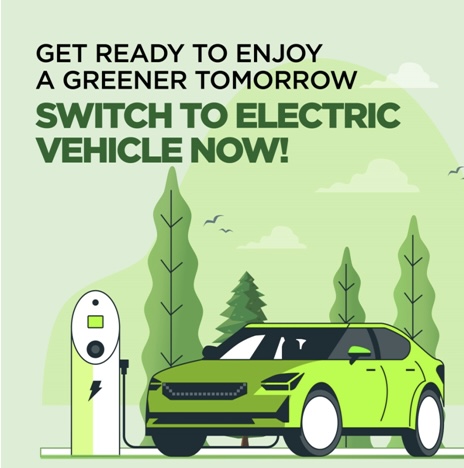 GET READY TO ENJOY
A GREENER TOMORROW
SWITCH TO ELECTRIC
VEHICLE NOW!